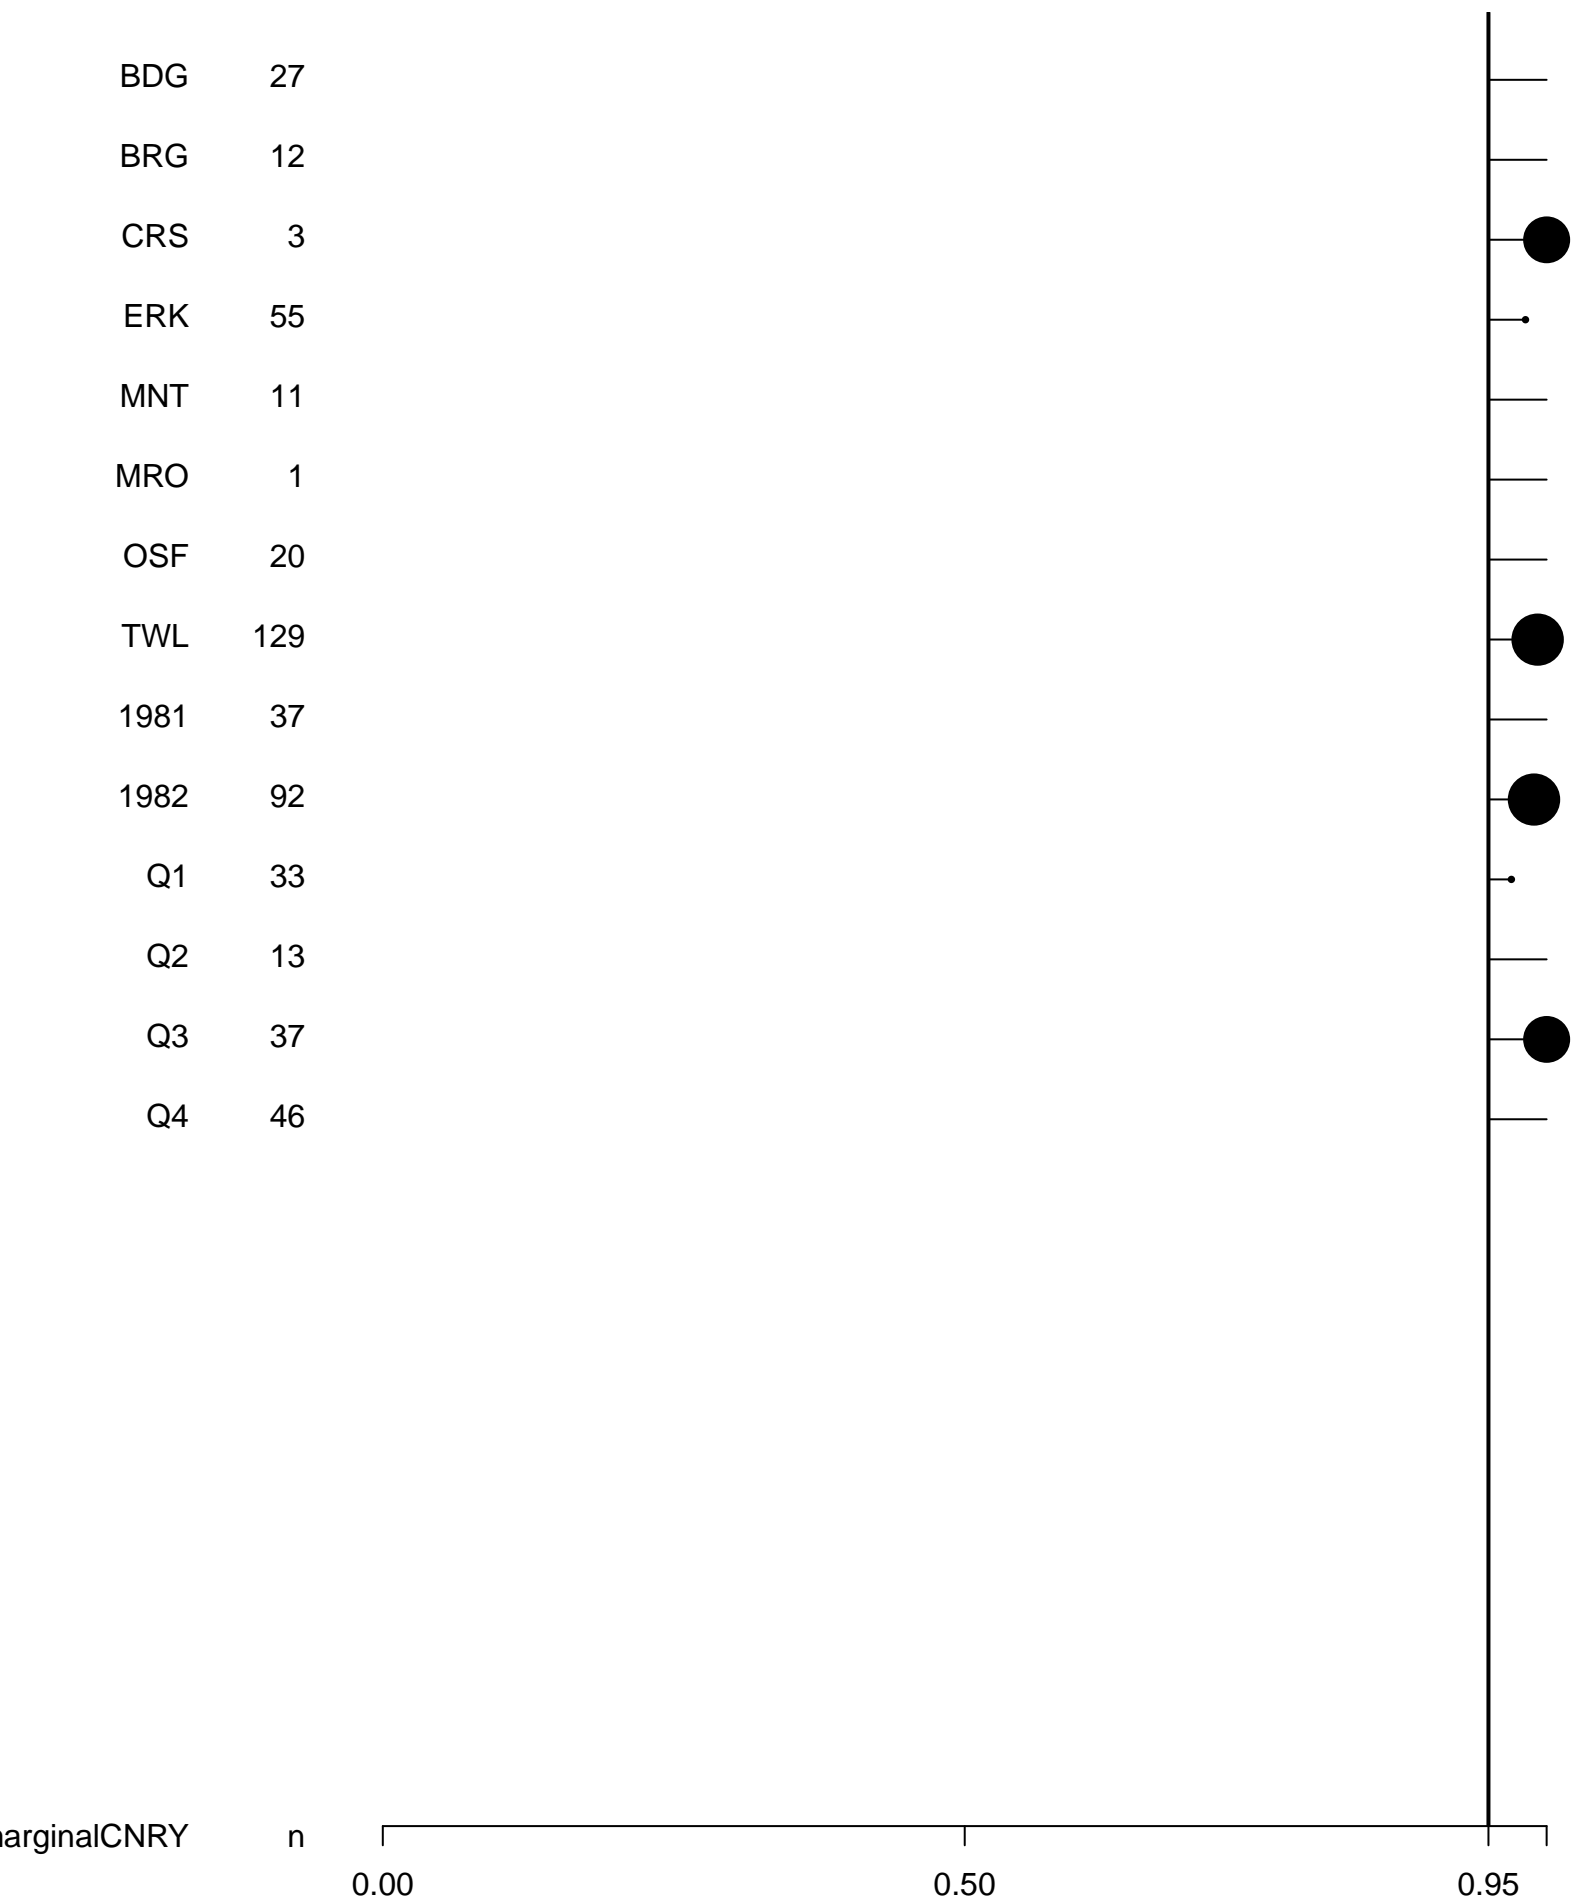 BDG 27
BRG 12
CRS 3
ERK 55
MNT 11
MRO 1
OSF 20
TWL 129
1981 37
1982 92
Q1 33
Q2 13
Q3 37
Q4 46
arginalCNRY n
0.00 0.50 0.95